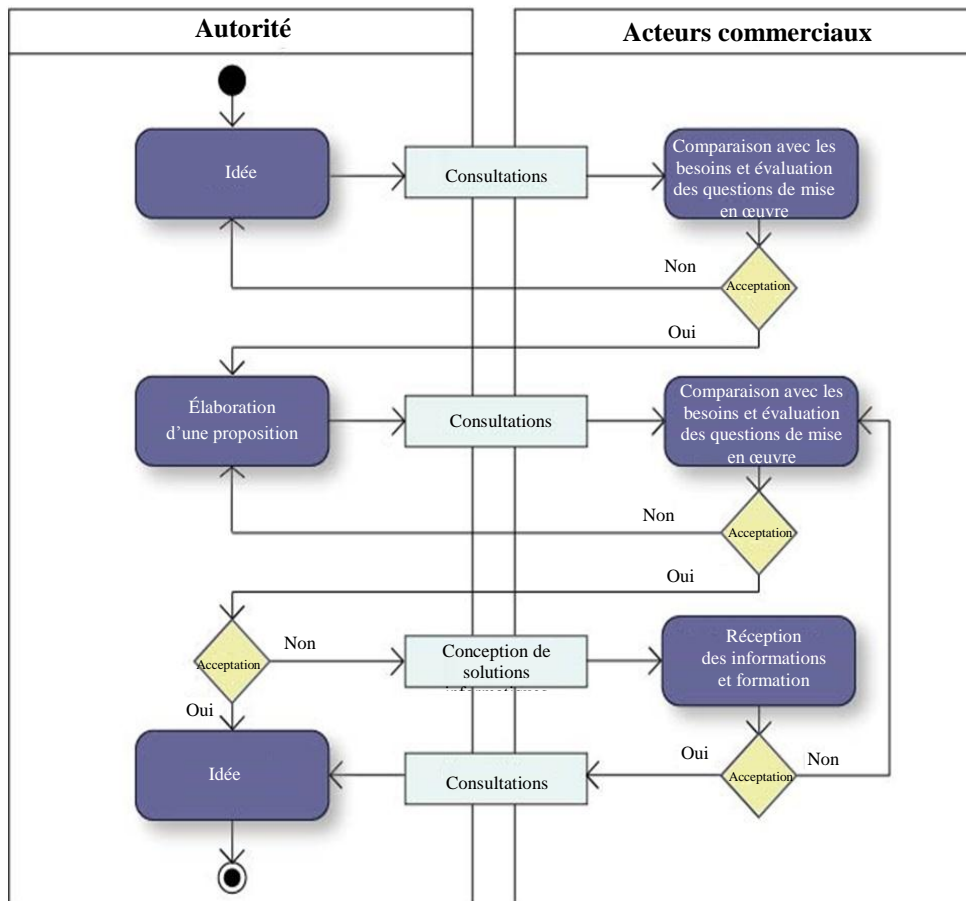 Autorité
Acteurs commerciaux
Idée
Consultations
Comparaison avec les
besoins et évaluation
des questions de mise
en œuvre
Non
Acceptation
Oui
Élaboration
d’une proposition
Consultations
Comparaison avec les
besoins et évaluation
des questions de mise
en œuvre
Non
Acceptation
Oui
Acceptation
Non
Conception de
solutions
Réception
des informations
et formation
Oui
Idée
Consultations
Oui
Acceptation
Non